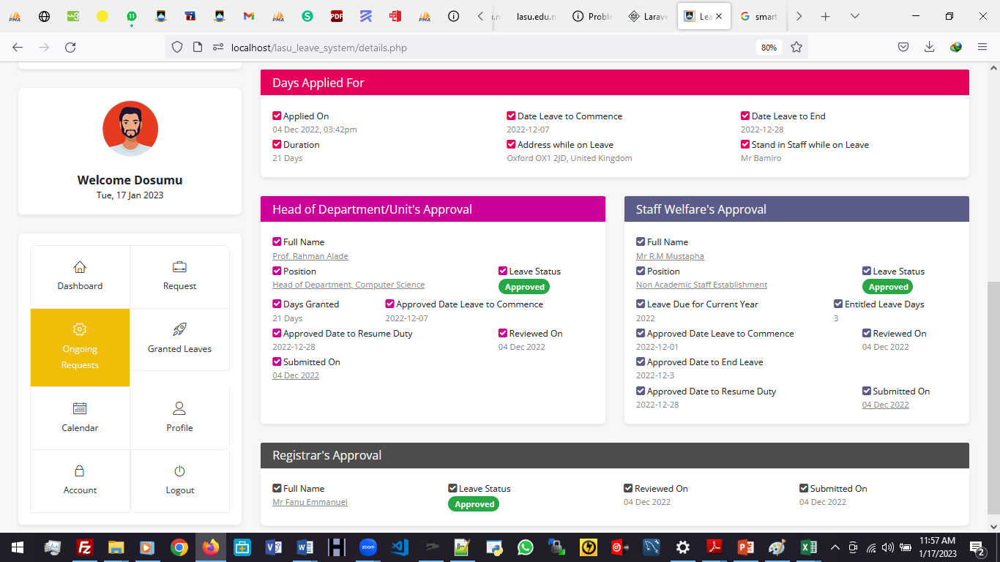 lasu.edu.n
Proble
Larave
Lea
smart
localhost/lasu_leave_system/details.php
80%
Welcome Dosumu
Tue, 17 Jan 2023
Dashboard
Request
Ongoing
Requests
Granted Leaves
Calendar
Profile
Account
Logout
Days Applied For
Applied On
04 Dec 2022, 03:42pm
Date Leave to Commence
2022-12-07
Date Leave to End
2022-12-28
Duration
21 Days
Address while on Leave
Oxford OX1 2JD, United Kingdom
Stand in Staff while on Leave
Mr Bamiro
Head of Department/Unit's Approval
Full Name
Prof. Rahman Alade
Position
Head of Department, Computer Science
Leave Status
Approved
Days Granted
21 Days
Approved Date Leave to Commence
2022-12-07
Approved Date to Resume Duty
2022-12-28
Reviewed On
04 Dec 2022
Submitted On
04 Dec 2022
Staff Welfare's Approval
Full Name
Mr R.M Mustapha
Position
Non Academic Staff Establishment
Leave Status
Approved
Leave Due for Current Year
2022
Entitled Leave Days
3
Approved Date Leave to Commence
2022-12-01
Reviewed On
04 Dec 2022
Approved Date to End Leave
2022-12-3
Approved Date to Resume Duty
2022-12-28
Submitted On
04 Dec 2022
Registrar's Approval
Full Name
Mr Fanu Emmanuel
Leave Status
Approved
Reviewed On
04 Dec 2022
Submitted On
04 Dec 2022
zoom
11:57 AM
1/17/2023
2